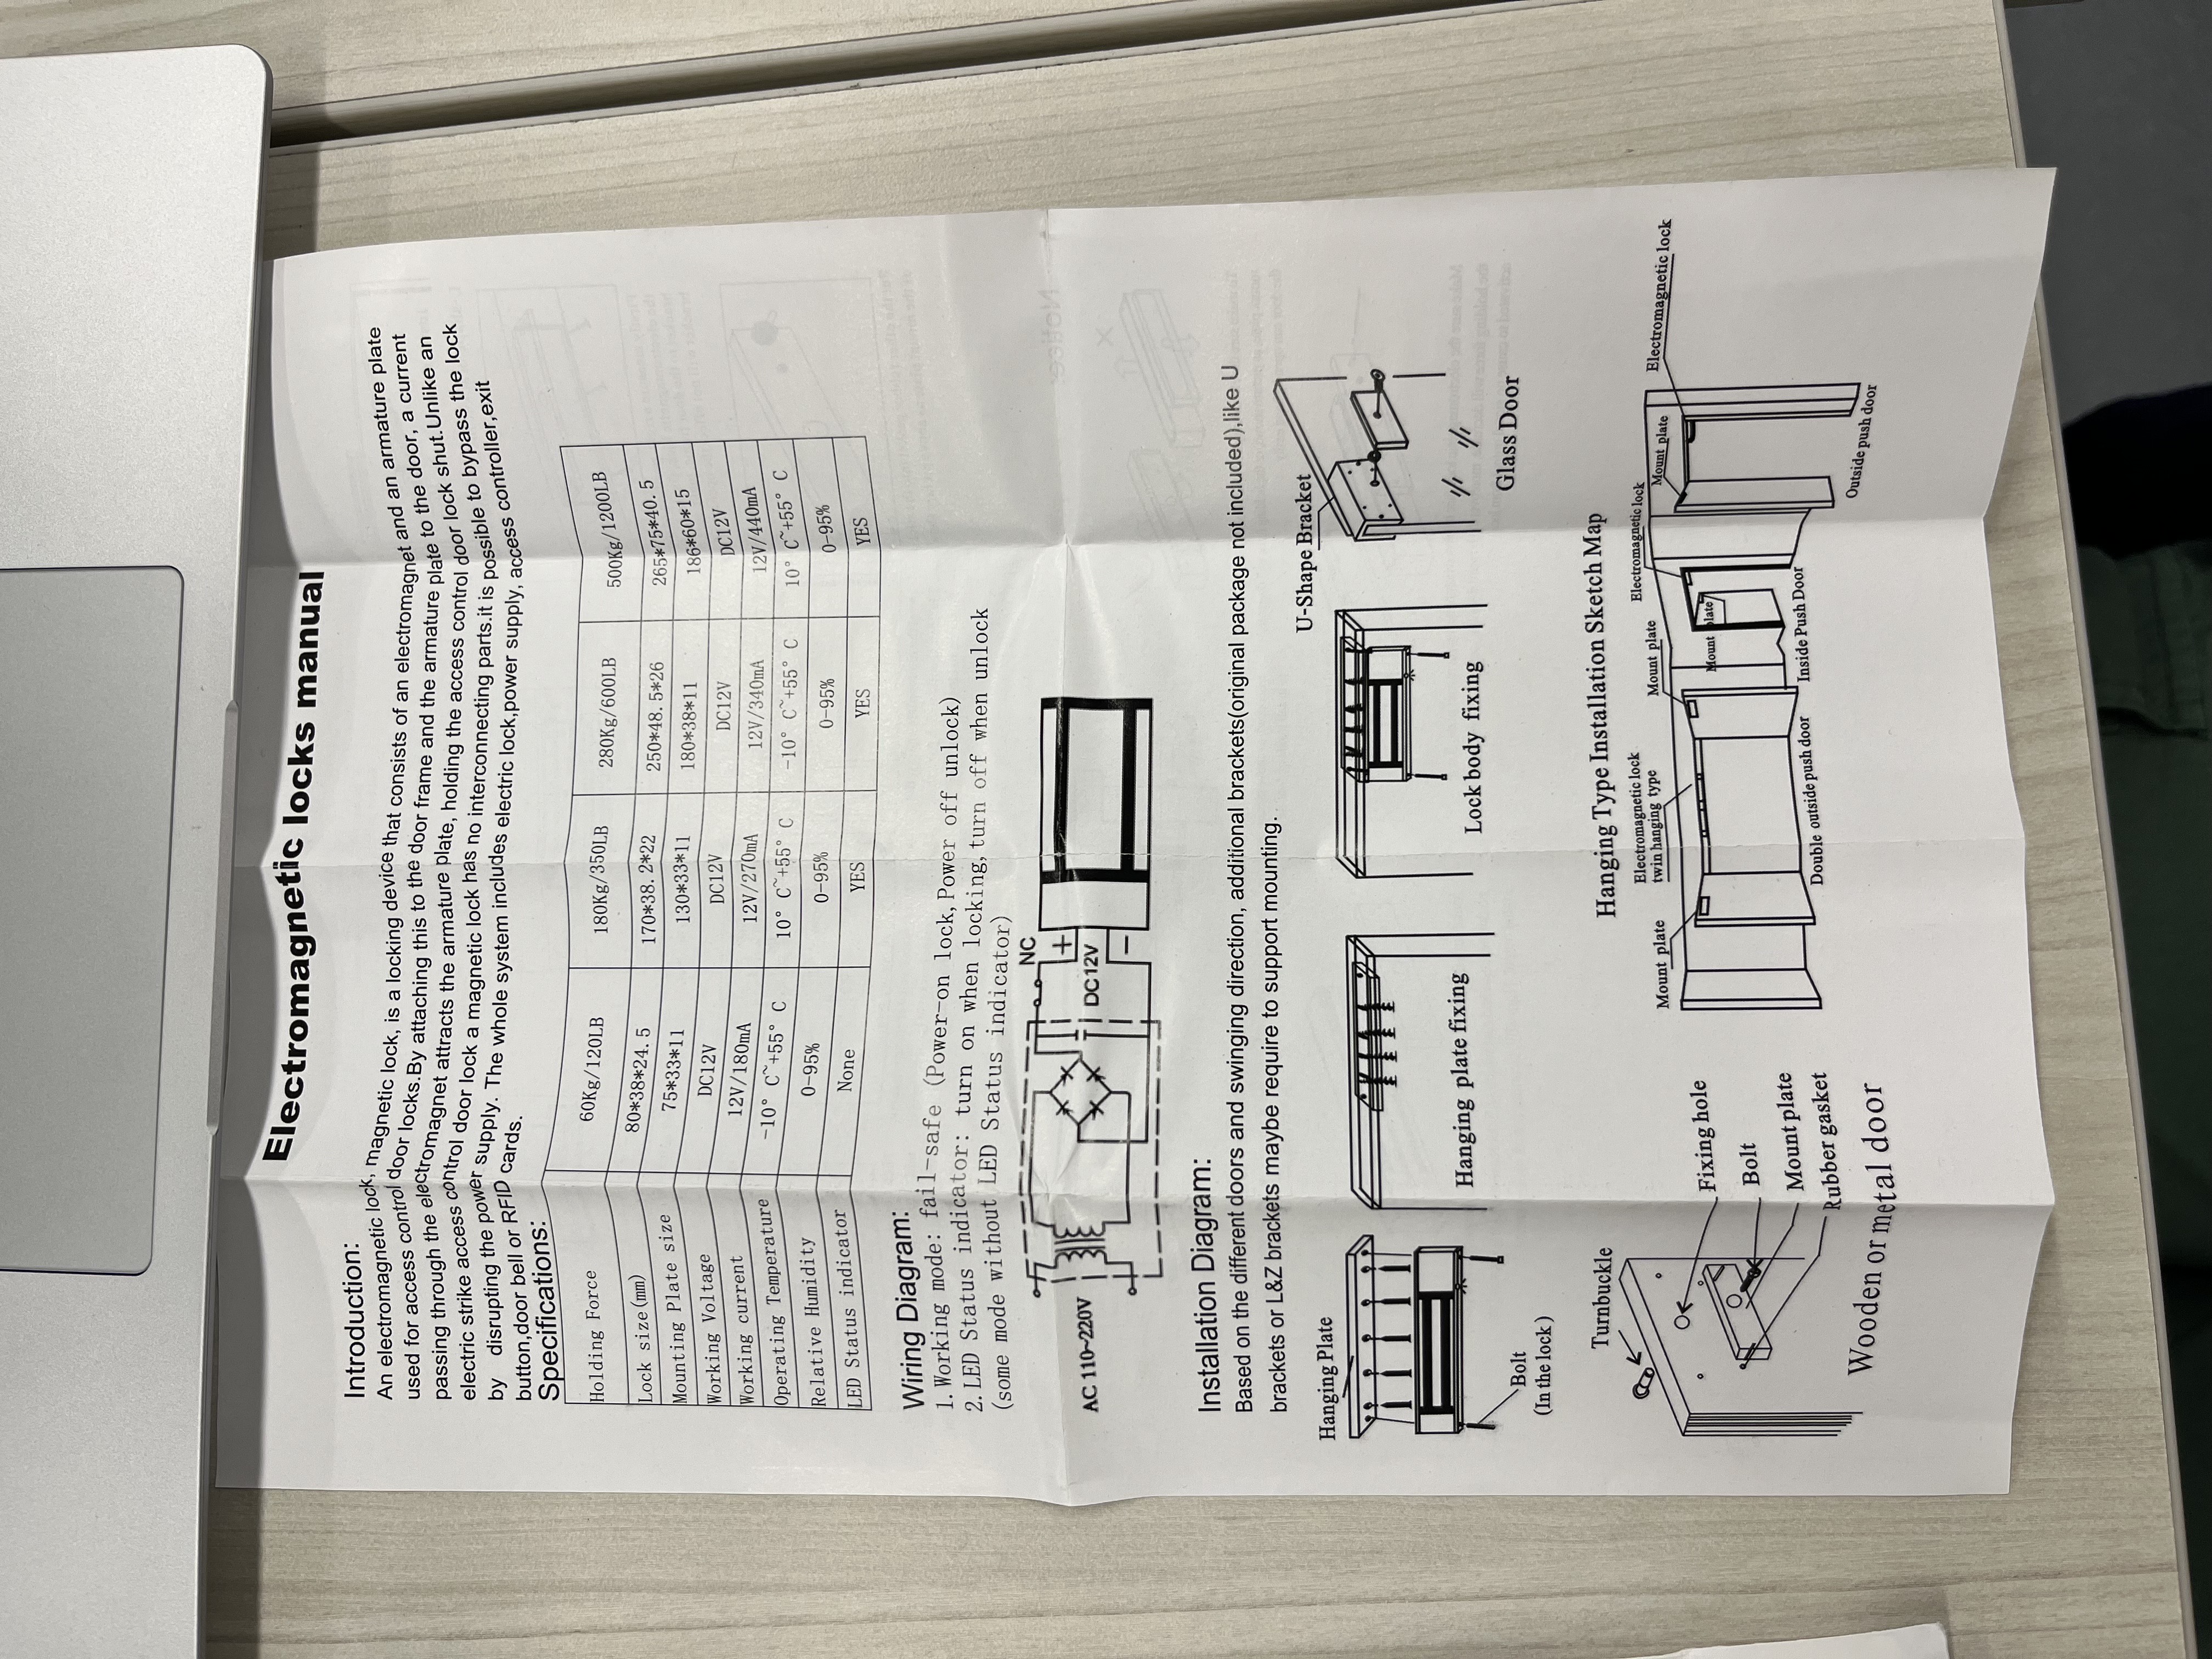 Electromagnetic locks manual
Introduction:
An electromagnetic lock, magnetic lock, is a locking device that consists of an electromagnet and an armature plate
used for access control door locks.By attaching this to the door frame and the armature plate to the door, a current
passing through the electromagnet attracts the armature plate, holding the access control door lock shut.Unlike an
electric strike access control door lock a magnetic lock has no interconnecting parts.it is possible to bypass the lock
by disrupting the power supply. The whole system includes electric lock,power supply, access controller,exit
button,door bell or RFID cards.
Specifications:
Holding Force 60Kg/120LB 180Kg/350LB 280Kg/600LB 500Kg/1200LB
Lock size(mm) 80*38*24.5 170*38.2*22 250*48.5*26 265*75*40.5
Mounting Plate size 75*33*11 130*33*11 180*38*11 186*60*15
Working Voltage DC12V DC12V DC12V DC12V
Working current 12V/180mA 12V/270mA 12V/340mA 12V/440mA
Operating Temperature -10° C~+55° C 10° C~+55° C -10° C~+55° C 10° C~+55° C
Relative Humidity 0-95% 0-95% 0-95% 0-95%
LED Status indicator None YES YES YES
Wiring Diagram:
1.Working mode: fail-safe (Power-on lock,Power off unlock)
2.LED Status indicator: turn on when locking,turn off when unlock
(some mode without LED Status indicator)
NC
+
AC 110~220V
DC12V
−
Installation Diagram:
Based on the different doors and swinging direction, additional brackets(original package not included),like U
brackets or L&Z brackets maybe require to support mounting.
Hanging Plate
U-Shape Bracket
Hanging plate fixing
Lock body fixing
Glass Door
Bolt
(In the lock)
Turnbuckle
Fixing hole
Bolt
Mount plate
Rubber gasket
Wooden or metal door
Hanging Type Installation Sketch Map
Mount plate
Electromagnetic lock
twin hanging type
Mount plate
Electromagnetic lock
Mount plate
Electromagnetic lock
Mount plate
Double outside push door
Inside Push Door
Outside push door